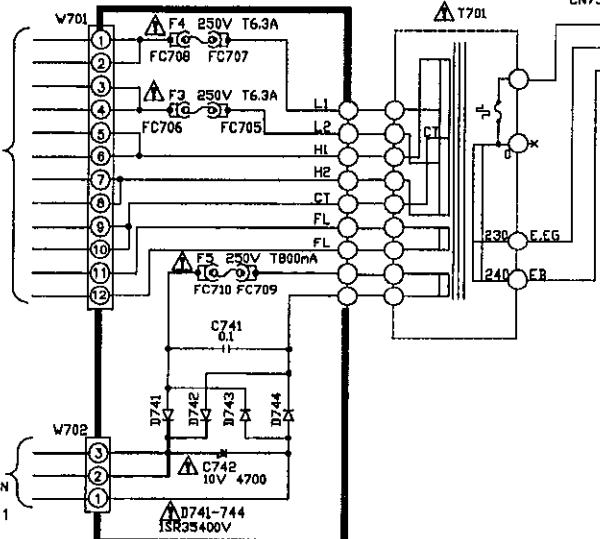 W701
F4 250V T6.3A
FC708 FC707
F3 250V T6.3A
FC706 FC705
1
2
3
4
5
6
7
8
9
10
11
12
L1
L2
H1
H2
CT
FL
FL
F5 250V T800mA
FC710 FC709
T701
CT
0
230 E.EG
240 EB
C741
0.1
D741
D742
D743
D744
W702
3
2
1
C742
10V 4700
D741-744
1SR35400V
N
1